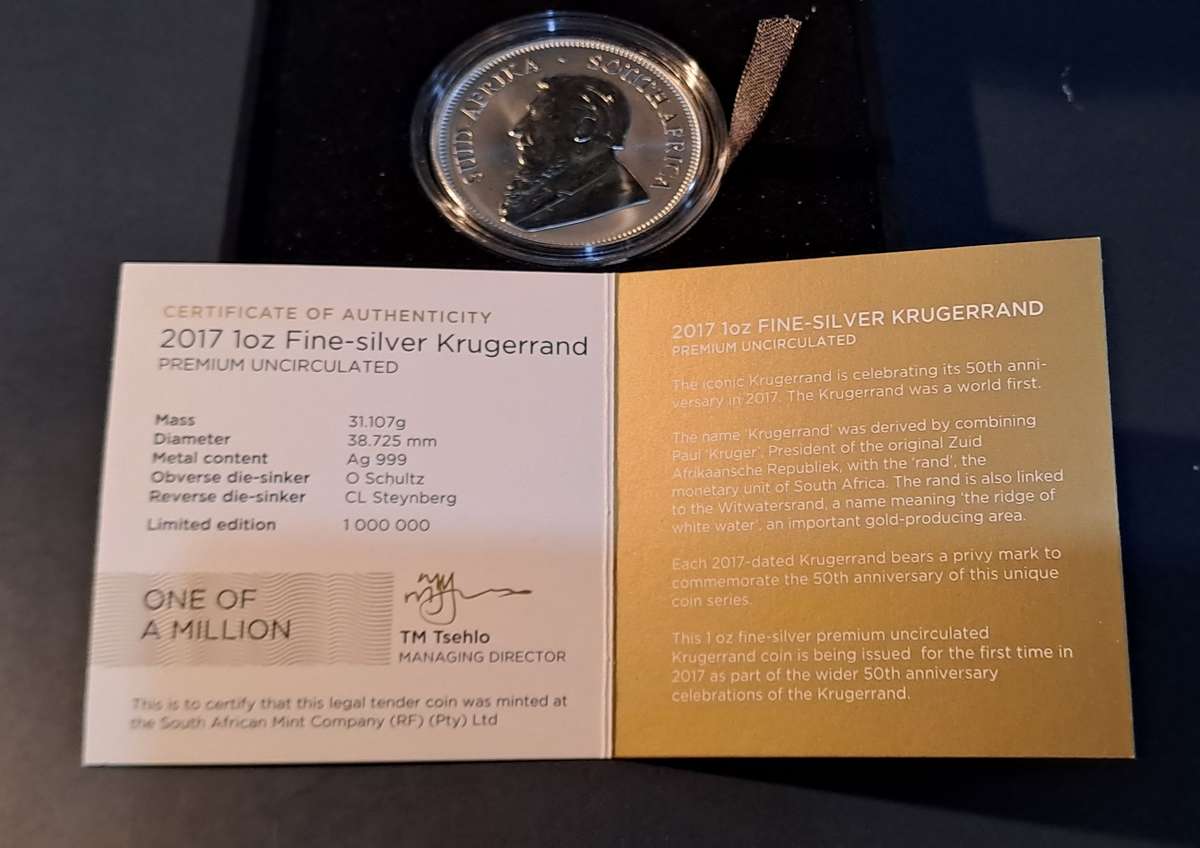 SUID AFRIKA · SOUTH AFRICA
CERTIFICATE OF AUTHENTICITY
2017 1oz Fine-silver Krugerrand
PREMIUM UNCIRCULATED
Mass 31.107g
Diameter 38.725 mm
Metal content Ag 999
Obverse die-sinker O Schultz
Reverse die-sinker CL Steynberg
Limited edition 1 000 000
ONE OF
A MILLION
TM Tsehlo
MANAGING DIRECTOR
This is to certify that this legal tender coin was minted at
the South African Mint Company (RF) (Pty) Ltd
2017 1oz FINE-SILVER KRUGERRAND
PREMIUM UNCIRCULATED
The iconic Krugerrand is celebrating its 50th anni-
versary in 2017. The Krugerrand was a world first.
The name 'Krugerrand' was derived by combining
Paul 'Kruger', President of the original Zuid
Afrikaansche Republiek, with the 'rand', the
monetary unit of South Africa. The rand is also linked
to the Witwatersrand, a name meaning 'the ridge of
white water', an important gold-producing area.
Each 2017-dated Krugerrand bears a privy mark to
commemorate the 50th anniversary of this unique
coin series.
This 1 oz fine-silver premium uncirculated
Krugerrand coin is being issued for the first time in
2017 as part of the wider 50th anniversary
celebrations of the Krugerrand.